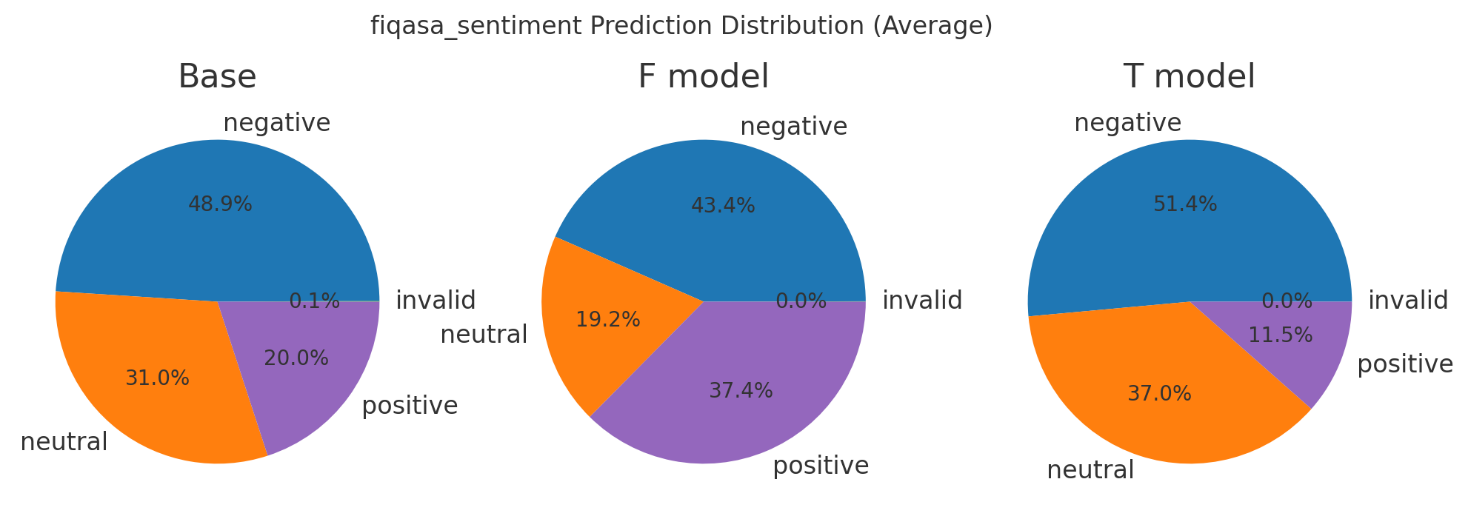 fiqasa_sentiment Prediction Distribution (Average)
Base
negative
48.9%
0.1%
invalid
31.0%
20.0%
positive
neutral
F model
negative
43.4%
0.0%
invalid
19.2%
neutral
37.4%
positive
T model
negative
51.4%
0.0%
invalid
11.5%
positive
37.0%
neutral